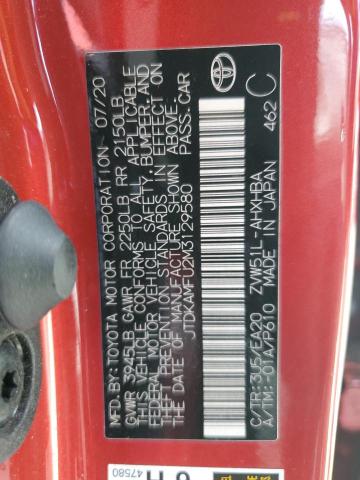 MFD.BY: TOYOTA MOTOR CORPORATION 07/20
GVWR 3945LB GAWR FR 2250LB RR 2150LB
THIS VEHICLE CONFORMS TO ALL APPLICABLE
FEDERAL MOTOR VEHICLE SAFETY, BUMPER, AND
THEFT PREVENTION STANDARDS IN EFFECT ON
THE DATE OF MANUFACTURE SHOWN ABOVE.
JTDKAMFU2M3129580 PASS.CAR
C/TR:3U5/EA20 ZVW51L-AHXHBA
A/TM:-01A/P610 MADE IN JAPAN 462 C
47580